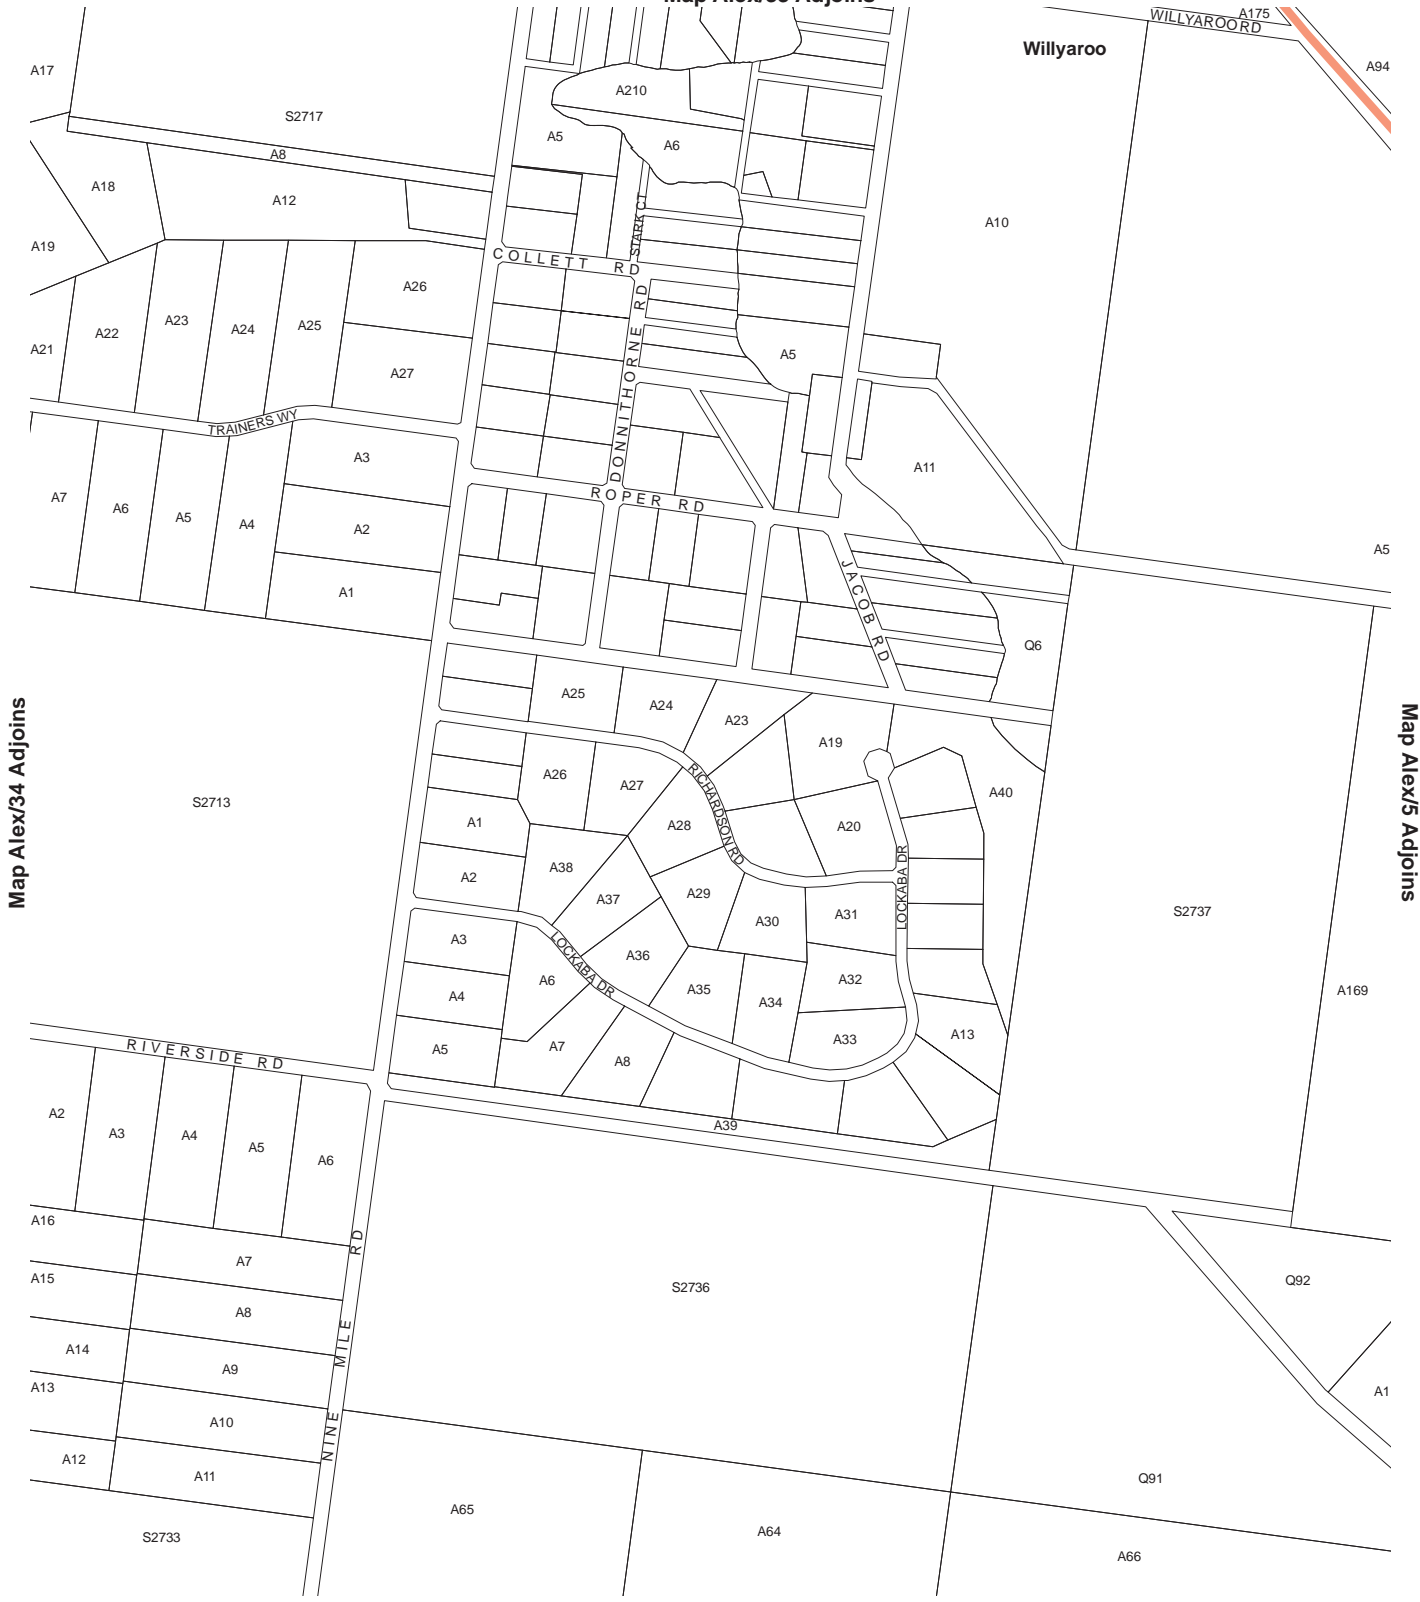 WILLYAROO RD
A175
Willyaroo
A94
A17
S2717
A210
A5
A6
A8
A18
A12
A10
A19
STARK CT
COLLETT RD
A26
A22
A23
A24
A25
A21
A27
A5
DONNITHORNE RD
TRAINERS WY
A3
A11
A7
A6
A5
A4
ROPER RD
A2
A5
A1
JACOB RD
Q6
A25
A24
A23
A19
Map Alex/34 Adjoins
Map Alex/5 Adjoins
RICHARDSON RD
A26
A27
A40
S2713
A1
A28
A20
A38
LOCKABA DR
A2
A37
A29
A30
A31
S2737
A3
LOCKABA DR
A36
A6
A35
A34
A32
A4
A169
A33
A13
A5
A7
A8
RIVERSIDE RD
A2
A3
A4
A5
A6
A39
A16
A7
NINE MILE RD
A15
S2736
Q92
A8
A14
A9
A13
A1
A10
A12
A11
Q91
A65
A64
S2733
A66